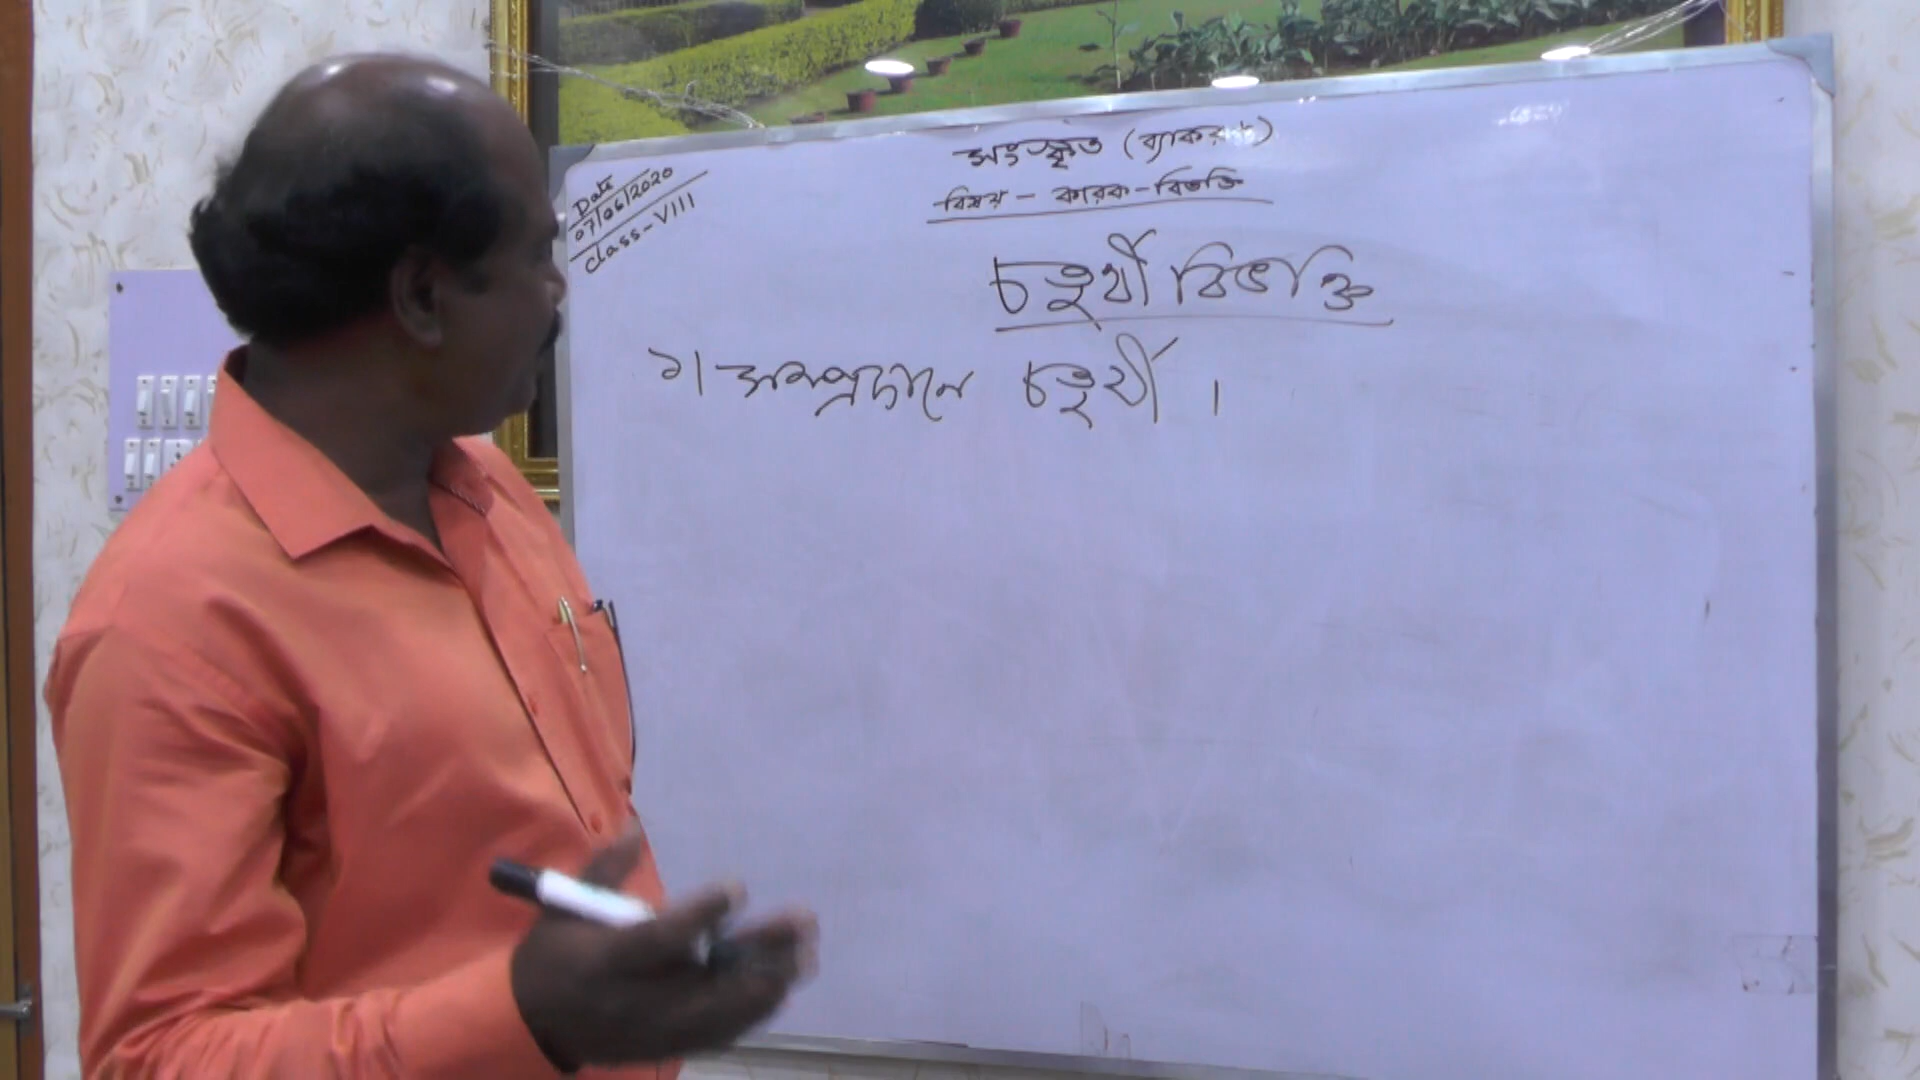 Date
07/06/2020
Class-VIII
সংস্কৃত (ব্যাকরণ)
বিষয় - কারক-বিভক্তি
চতুর্থী বিভক্তি
১। সম্প্রদানে চতুর্থী ।